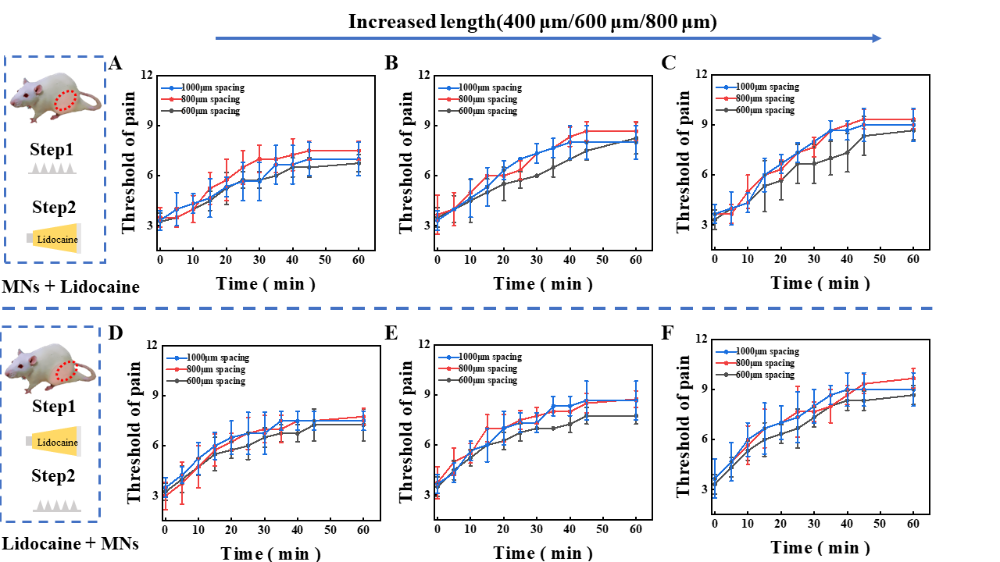 Increased length(400 μm/600 μm/800 μm)
A
B
C
Step1
Step2
Lidocaine
MNs + Lidocaine
12
9
6
3
0 10 20 30 40 50 60
Threshold of pain
Time ( min )
1000μm spacing
800μm spacing
600μm spacing
12
9
6
3
0 10 20 30 40 50 60
Threshold of pain
Time ( min )
1000μm spacing
800μm spacing
600μm spacing
12
9
6
3
0 10 20 30 40 50 60
Threshold of pain
Time ( min )
1000μm spacing
800μm spacing
600μm spacing
D
E
F
Step1
Lidocaine
Step2
Lidocaine + MNs
12
9
6
3
0 10 20 30 40 50 60
Threshold of pain
Time ( min )
1000μm spacing
800μm spacing
600μm spacing
12
9
6
3
0 10 20 30 40 50 60
Threshold of pain
Time ( min )
1000μm spacing
800μm spacing
600μm spacing
12
9
6
3
0 10 20 30 40 50 60
Threshold of pain
Time ( min )
1000μm spacing
800μm spacing
600μm spacing